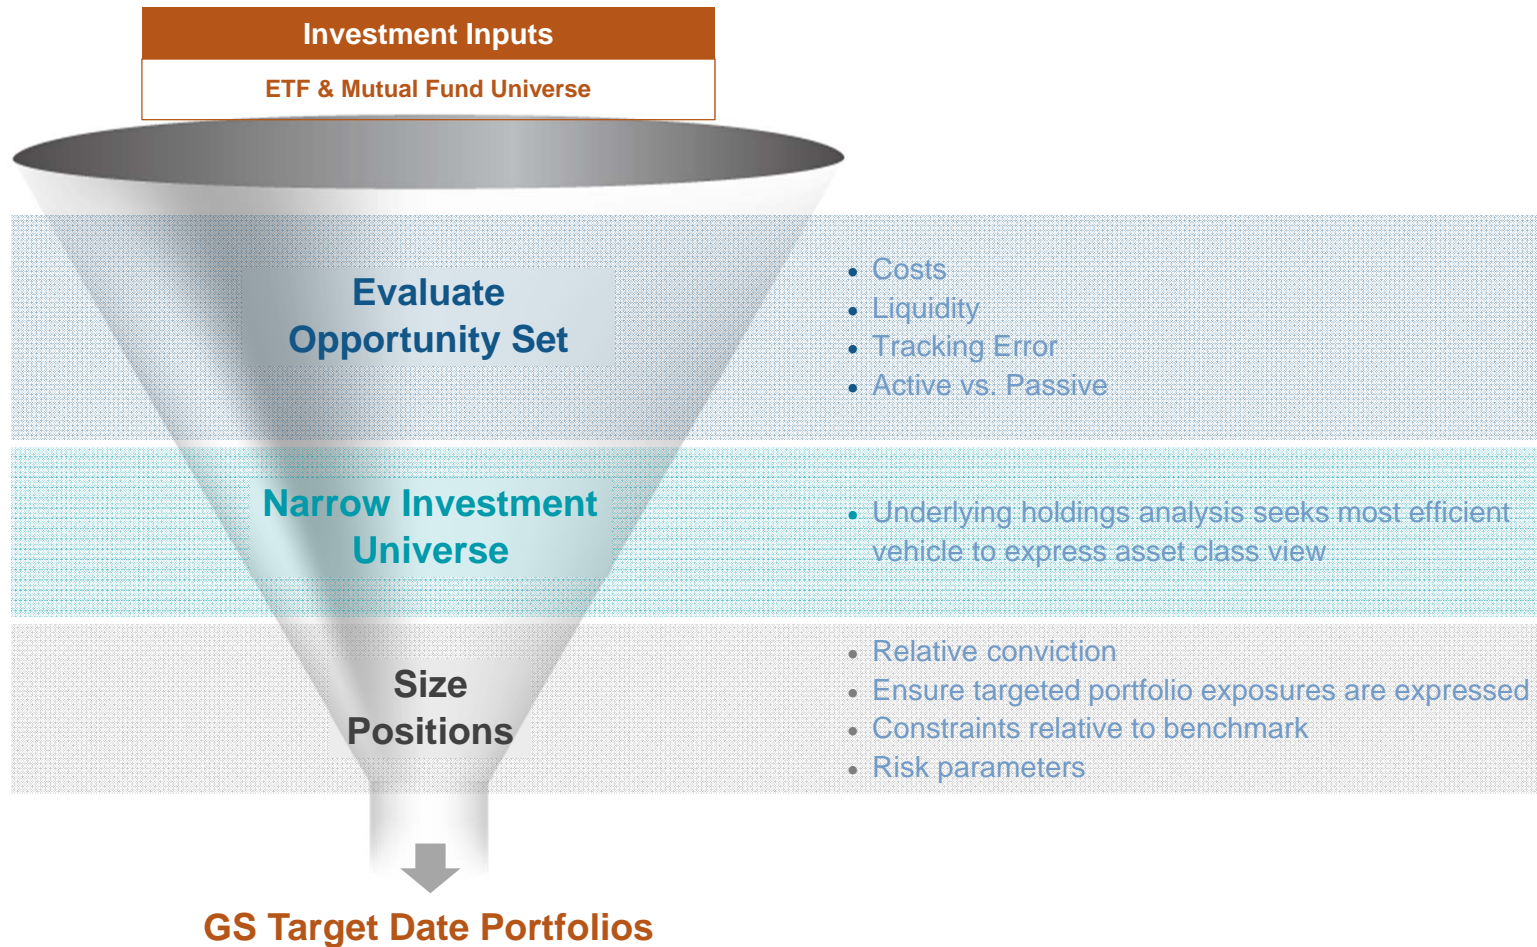 Investment Inputs
ETF & Mutual Fund Universe
Evaluate
Opportunity Set
• Costs
• Liquidity
• Tracking Error
• Active vs. Passive
Narrow Investment
Universe
• Underlying holdings analysis seeks most efficient
vehicle to express asset class view
Size
Positions
• Relative conviction
• Ensure targeted portfolio exposures are expressed
• Constraints relative to benchmark
• Risk parameters
GS Target Date Portfolios